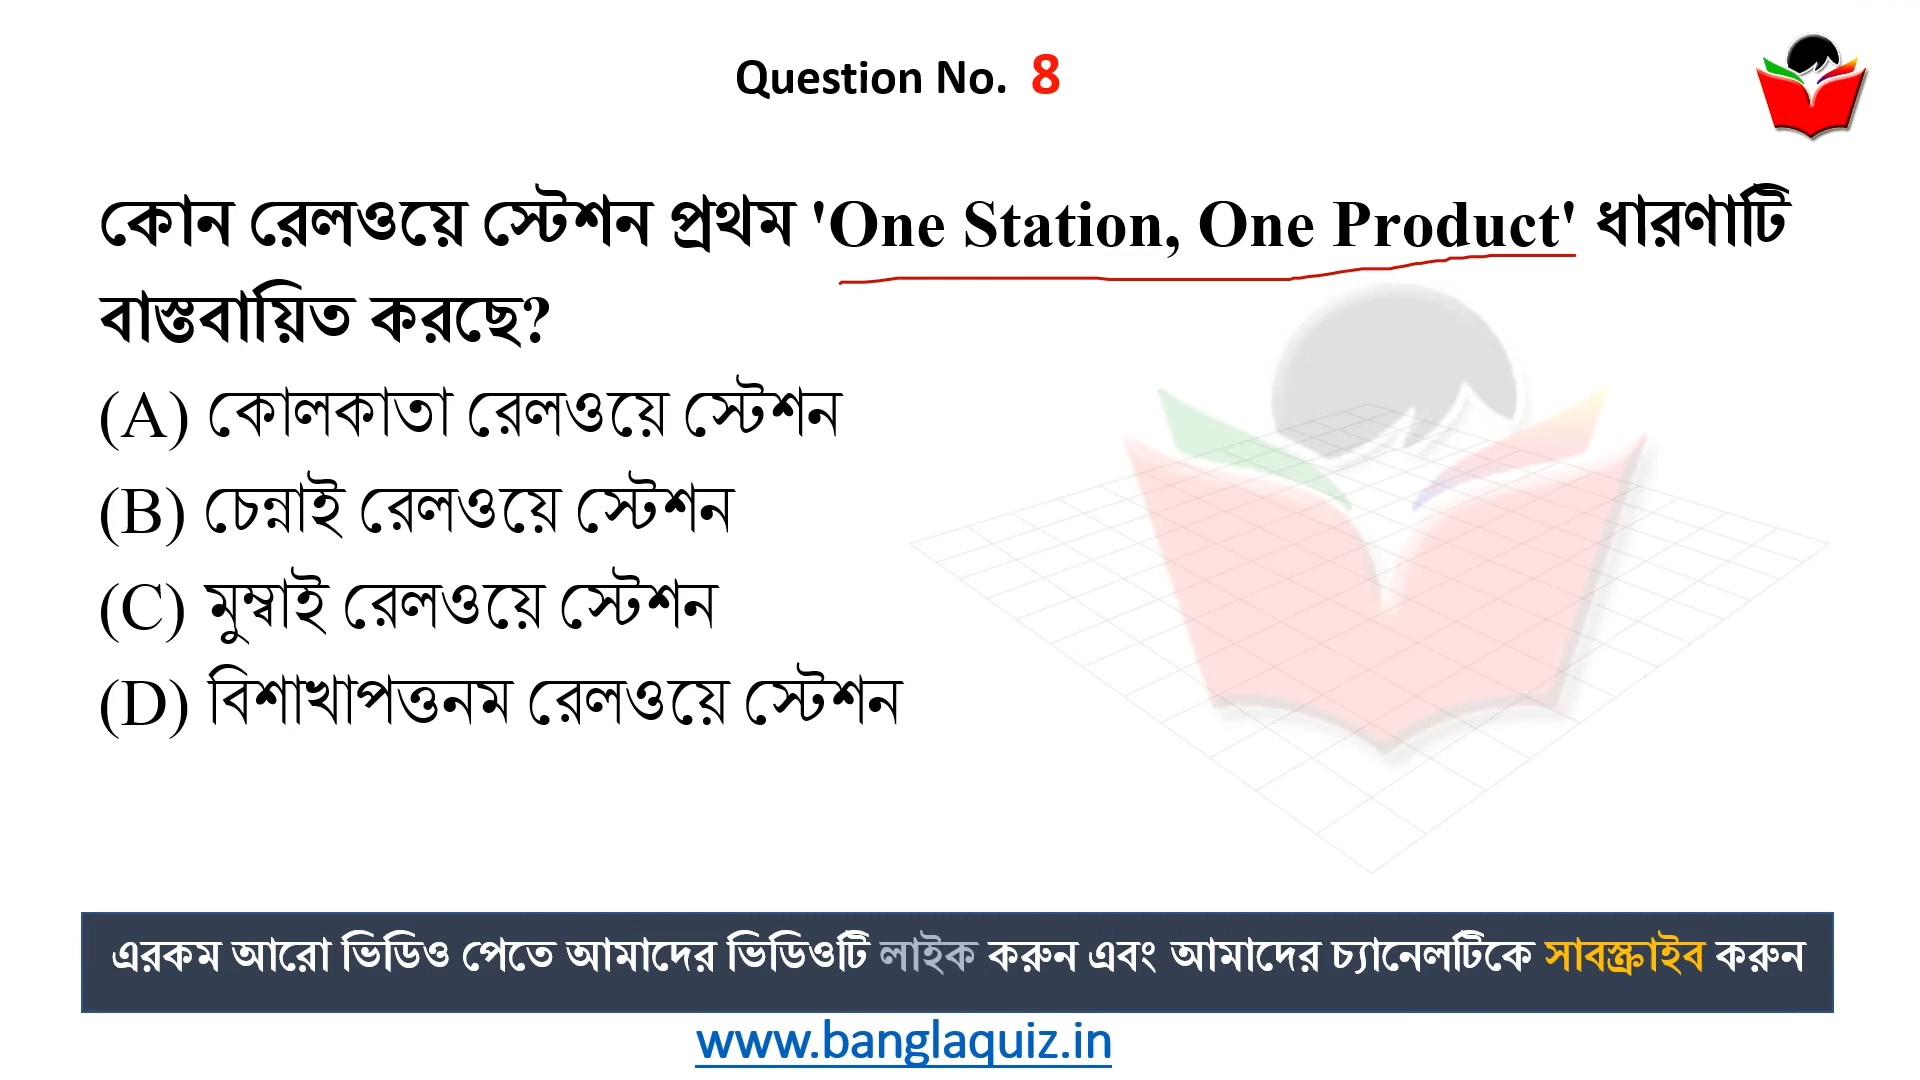 Question No. 8
কোন রেলওয়ে স্টেশন প্রথম 'One Station, One Product' ধারণাটি
বাস্তবায়িত করছে?
(A) কোলকাতা রেলওয়ে স্টেশন
(B) চেন্নাই রেলওয়ে স্টেশন
(C) মুম্বাই রেলওয়ে স্টেশন
(D) বিশাখাপত্তনম রেলওয়ে স্টেশন
এরকম আরো ভিডিও পেতে আমাদের ভিডিওটি লাইক করুন এবং আমাদের চ্যানেলটিকে সাবস্ক্রাইব করুন
www.banglaquiz.in